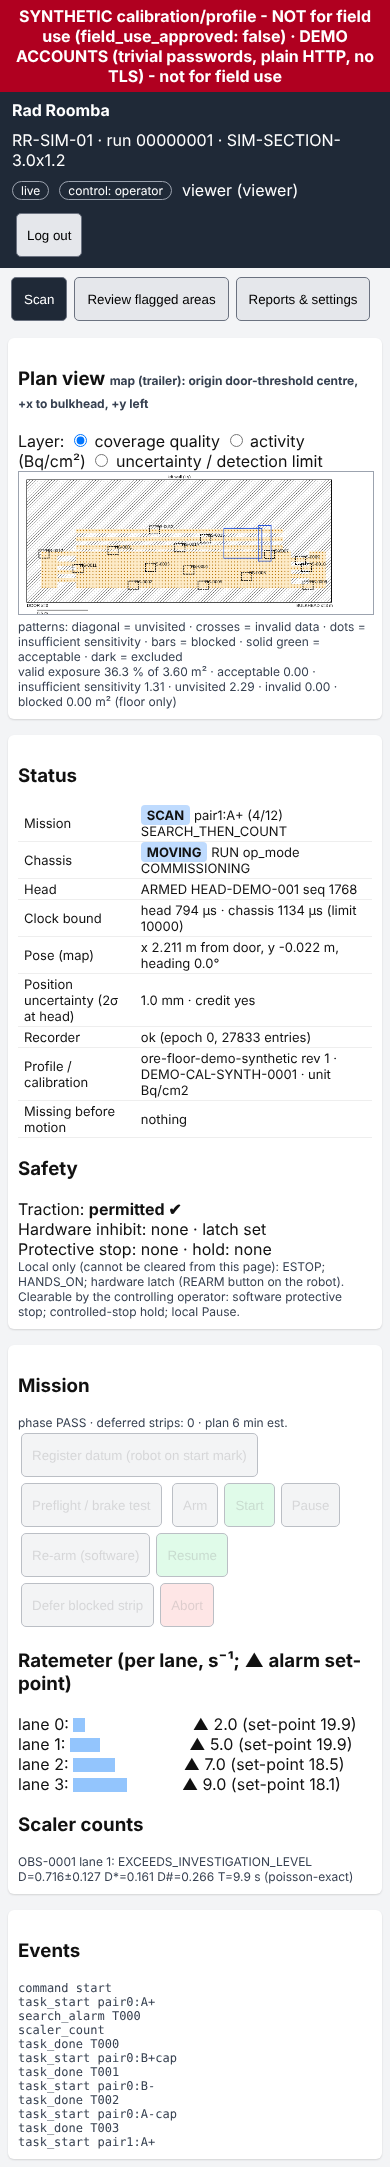 SYNTHETIC calibration/profile - NOT for field
use (field_use_approved: false) · DEMO
ACCOUNTS (trivial passwords, plain HTTP, no
TLS) - not for field use
Rad Roomba
RR-SIM-01 · run 00000001 · SIM-SECTION-
3.0x1.2
live control: operator viewer (viewer)
Log out
Scan Review flagged areas Reports & settings
Plan view map (trailer): origin door-threshold centre,
+x to bulkhead, +y left
Layer: coverage quality activity
(Bq/cm²) uncertainty / detection limit
patterns: diagonal = unvisited · crosses = invalid data · dots =
insufficient sensitivity · bars = blocked · solid green =
acceptable · dark = excluded
valid exposure 36.3 % of 3.60 m² · acceptable 0.00 ·
insufficient sensitivity 1.31 · unvisited 2.29 · invalid 0.00 ·
blocked 0.00 m² (floor only)
Status
Mission SCAN pair1:A+ (4/12)
SEARCH_THEN_COUNT
Chassis MOVING RUN op_mode
COMMISSIONING
Head ARMED HEAD-DEMO-001 seq 1768
Clock bound head 794 µs · chassis 1134 µs (limit
10000)
Pose (map) x 2.211 m from door, y -0.022 m,
heading 0.0°
Position
uncertainty (2σ
at head) 1.0 mm · credit yes
Recorder ok (epoch 0, 27833 entries)
Profile /
calibration ore-floor-demo-synthetic rev 1 ·
DEMO-CAL-SYNTH-0001 · unit
Bq/cm2
Missing before
motion nothing
Safety
Traction: permitted ✔
Hardware inhibit: none · latch set
Protective stop: none · hold: none
Local only (cannot be cleared from this page): ESTOP;
HANDS_ON; hardware latch (REARM button on the robot).
Clearable by the controlling operator: software protective
stop; controlled-stop hold; local Pause.
Mission
phase PASS · deferred strips: 0 · plan 6 min est.
Register datum (robot on start mark)
Preflight / brake test Arm Start Pause
Re-arm (software) Resume
Defer blocked strip Abort
Ratemeter (per lane, s⁻¹; ▲ alarm set-
point)
lane 0: ▲ 2.0 (set-point 19.9)
lane 1: ▲ 5.0 (set-point 19.9)
lane 2: ▲ 7.0 (set-point 18.5)
lane 3: ▲ 9.0 (set-point 18.1)
Scaler counts
OBS-0001 lane 1: EXCEEDS_INVESTIGATION_LEVEL
D=0.716±0.127 D*=0.161 D#=0.266 T=9.9 s (poisson-exact)
Events
command start
task_start pair0:A+
search_alarm T000
scaler_count
task_done T000
task_start pair0:B+cap
task_done T001
task_start pair0:B-
task_done T002
task_start pair0:A-cap
task_done T003
task_start pair1:A+